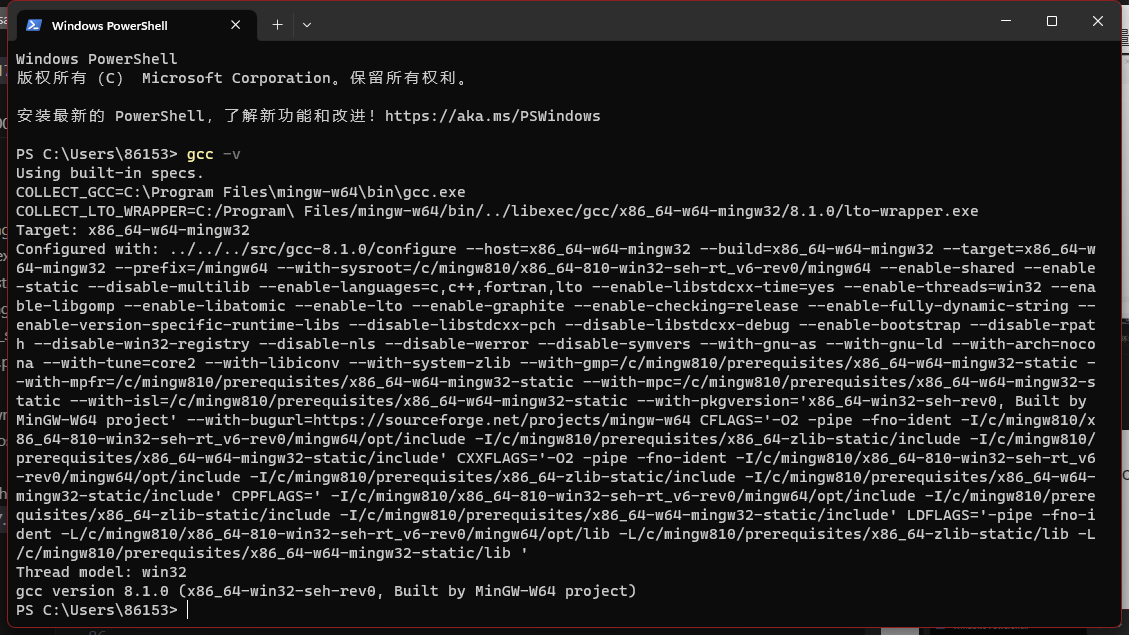 Windows PowerShell
Windows PowerShell
版权所有 (C)  Microsoft Corporation。保留所有权利。
安装最新的 PowerShell，了解新功能和改进！https://aka.ms/PSWindows
PS C:\Users\86153> gcc -v
Using built-in specs.
COLLECT_GCC=C:\Program Files\mingw-w64\bin\gcc.exe
COLLECT_LTO_WRAPPER=C:/Program\ Files/mingw-w64/bin/../libexec/gcc/x86_64-w64-mingw32/8.1.0/lto-wrapper.exe
Target: x86_64-w64-mingw32
Configured with: ../../../src/gcc-8.1.0/configure --host=x86_64-w64-mingw32 --build=x86_64-w64-mingw32 --target=x86_64-w
64-mingw32 --prefix=/mingw64 --with-sysroot=/c/mingw810/x86_64-810-win32-seh-rt_v6-rev0/mingw64 --enable-shared --enable
-static --disable-multilib --enable-languages=c,c++,fortran,lto --enable-libstdcxx-time=yes --enable-threads=win32 --ena
ble-libgomp --enable-libatomic --enable-lto --enable-graphite --enable-checking=release --enable-fully-dynamic-string --
enable-version-specific-runtime-libs --disable-libstdcxx-pch --disable-libstdcxx-debug --enable-bootstrap --disable-rpat
h --disable-win32-registry --disable-nls --disable-werror --disable-symvers --with-gnu-as --with-gnu-ld --with-arch=noco
na --with-tune=core2 --with-libiconv --with-system-zlib --with-gmp=/c/mingw810/prerequisites/x86_64-w64-mingw32-static -
-with-mpfr=/c/mingw810/prerequisites/x86_64-w64-mingw32-static --with-mpc=/c/mingw810/prerequisites/x86_64-w64-mingw32-s
tatic --with-isl=/c/mingw810/prerequisites/x86_64-w64-mingw32-static --with-pkgversion='x86_64-win32-seh-rev0, Built by
MinGW-W64 project' --with-bugurl=https://sourceforge.net/projects/mingw-w64 CFLAGS='-O2 -pipe -fno-ident -I/c/mingw810/x
86_64-810-win32-seh-rt_v6-rev0/mingw64/opt/include -I/c/mingw810/prerequisites/x86_64-zlib-static/include -I/c/mingw810/
prerequisites/x86_64-w64-mingw32-static/include' CXXFLAGS='-O2 -pipe -fno-ident -I/c/mingw810/x86_64-810-win32-seh-rt_v6
-rev0/mingw64/opt/include -I/c/mingw810/prerequisites/x86_64-zlib-static/include -I/c/mingw810/prerequisites/x86_64-w64-
mingw32-static/include' CPPFLAGS=' -I/c/mingw810/x86_64-810-win32-seh-rt_v6-rev0/mingw64/opt/include -I/c/mingw810/prere
quisites/x86_64-zlib-static/include -I/c/mingw810/prerequisites/x86_64-w64-mingw32-static/include' LDFLAGS='-pipe -fno-i
dent -L/c/mingw810/x86_64-810-win32-seh-rt_v6-rev0/mingw64/opt/lib -L/c/mingw810/prerequisites/x86_64-zlib-static/lib -L
/c/mingw810/prerequisites/x86_64-w64-mingw32-static/lib '
Thread model: win32
gcc version 8.1.0 (x86_64-win32-seh-rev0, Built by MinGW-W64 project)
PS C:\Users\86153>